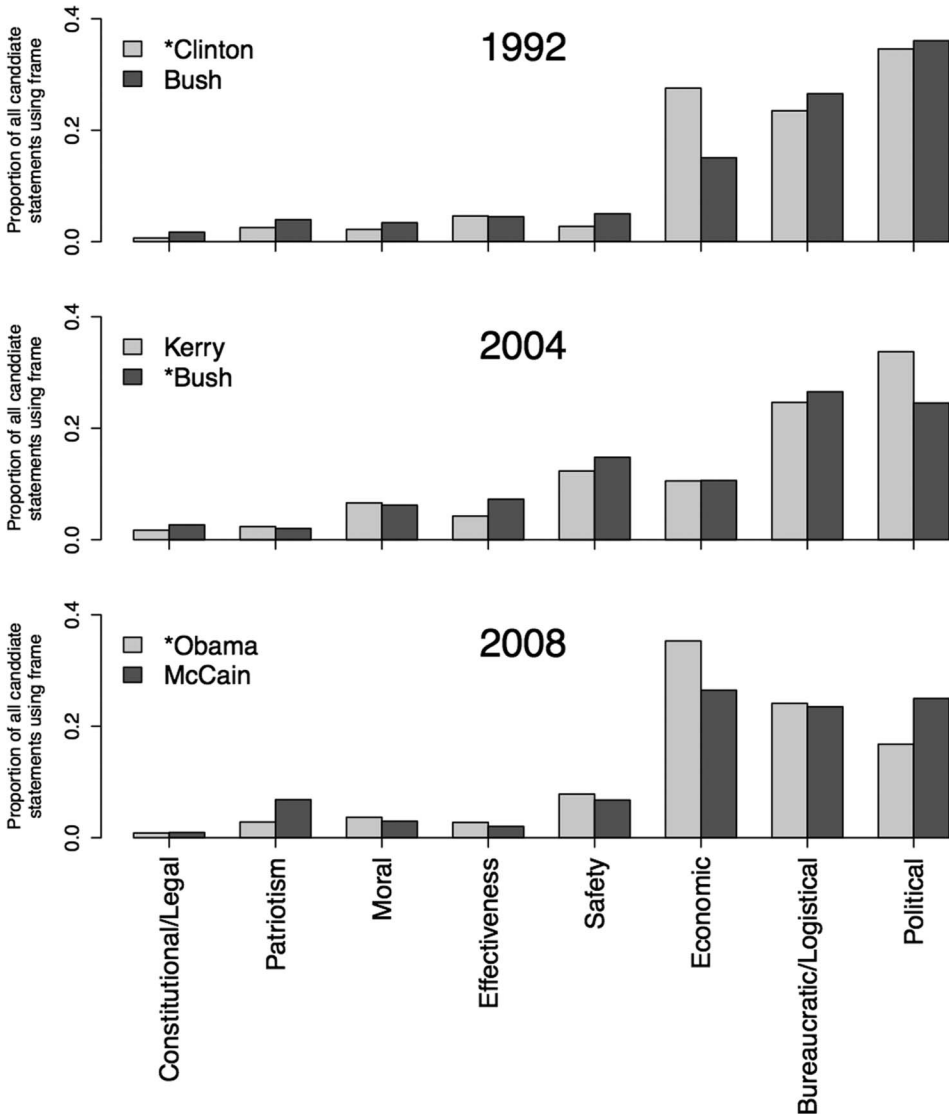 Proportion of all canddiate
statements using frame
0.4
0.2
0.0
*Clinton
Bush
1992
Proportion of all canddiate
statements using frame
0.4
0.2
0.0
Kerry
*Bush
2004
Proportion of all canddiate
statements using frame
0.4
0.2
0.0
*Obama
McCain
2008
Constitutional/Legal
Patriotism
Moral
Effectiveness
Safety
Economic
Bureaucratic/Logistical
Political